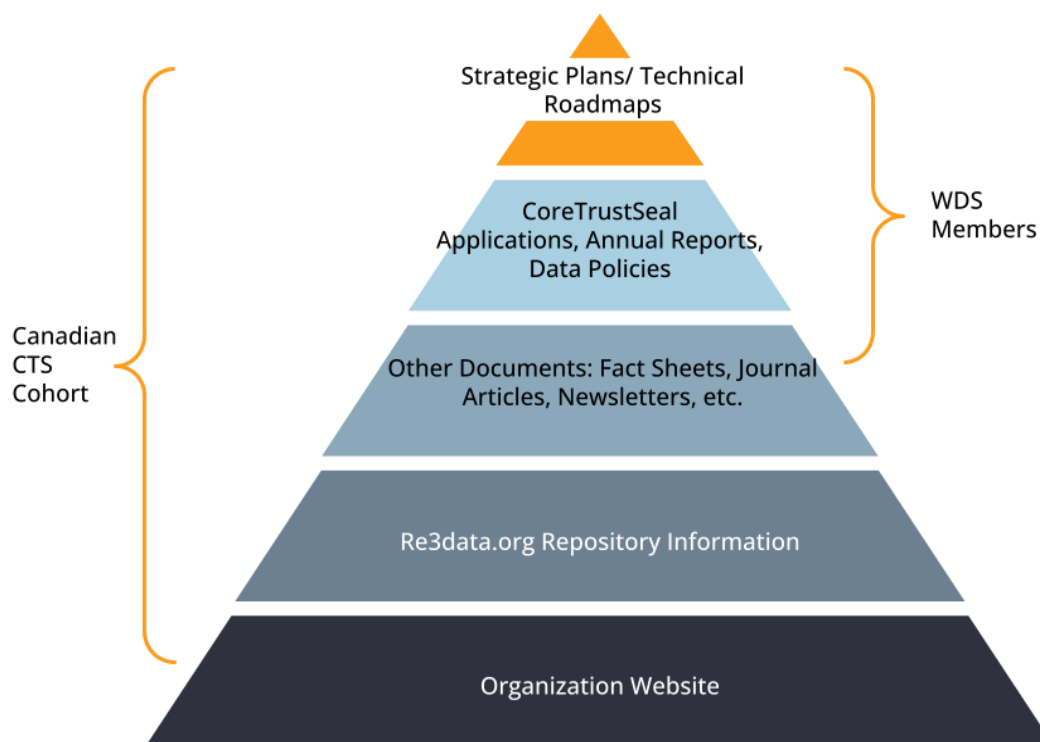 Strategic Plans/ Technical
Roadmaps
CoreTrustSeal
Applications, Annual Reports,
Data Policies
Other Documents: Fact Sheets, Journal
Articles, Newsletters, etc.
Re3data.org Repository Information
Organization Website
Canadian
CTS
Cohort
WDS
Members